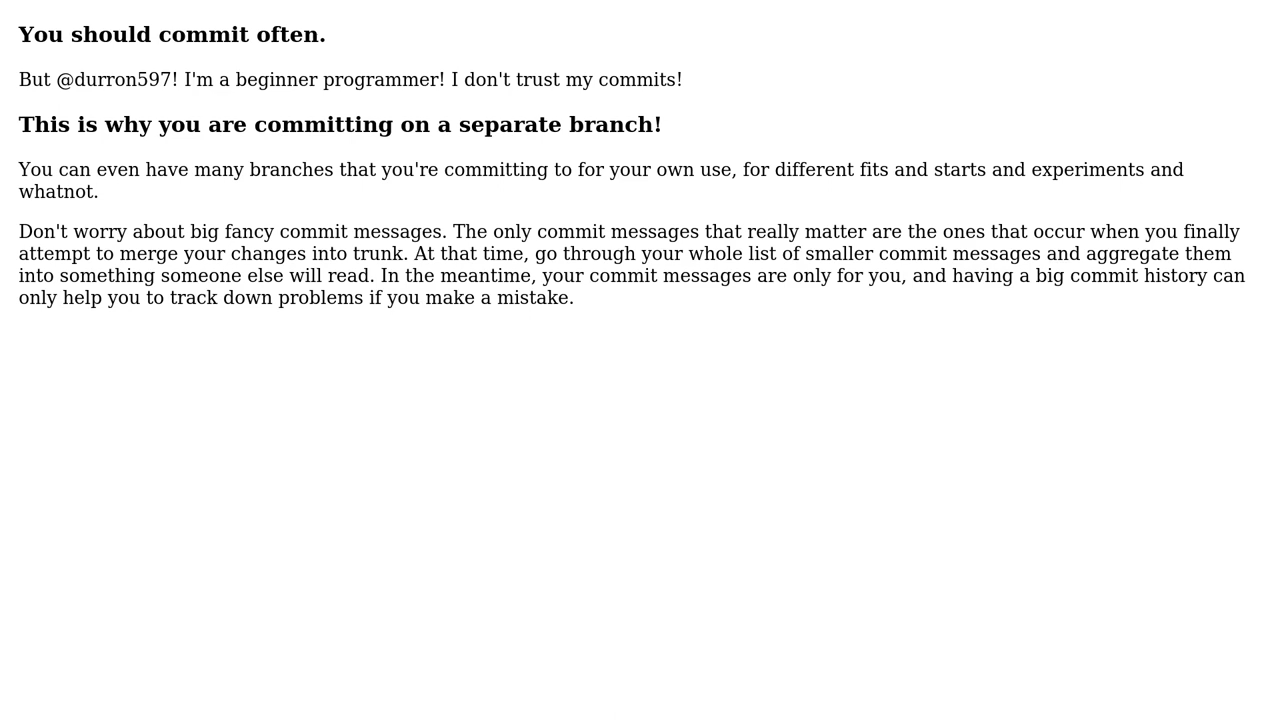 You should commit often.
But @durron597! I'm a beginner programmer! I don't trust my commits!
This is why you are committing on a separate branch!
You can even have many branches that you're committing to for your own use, for different fits and starts and experiments and
whatnot.
Don't worry about big fancy commit messages. The only commit messages that really matter are the ones that occur when you finally
attempt to merge your changes into trunk. At that time, go through your whole list of smaller commit messages and aggregate them
into something someone else will read. In the meantime, your commit messages are only for you, and having a big commit history can
only help you to track down problems if you make a mistake.